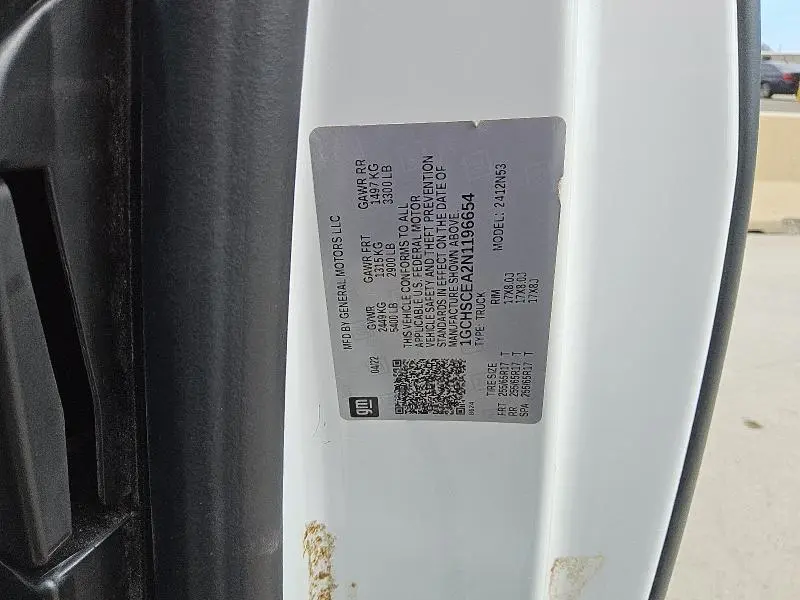 MFD BY GENERAL MOTORS LLC
04/22 GVWR GAWR FRT GAWR RR
2449 KG 1315 KG 1497 KG
5400 LB 2900 LB 3300 LB
THIS VEHICLE CONFORMS TO ALL
APPLICABLE U.S. FEDERAL MOTOR
VEHICLE SAFETY AND THEFT PREVENTION
STANDARDS IN EFFECT ON THE DATE OF
MANUFACTURE SHOWN ABOVE.
1GCHSCEA2N1196654
TYPE: TRUCK MODEL: 2412N53
gm
8624
TIRE SIZE RIM
FRT 255/65R17 T 17X8.0J
RR 255/65R17 T 17X8.0J
SPA 255/65R17 T 17X8J